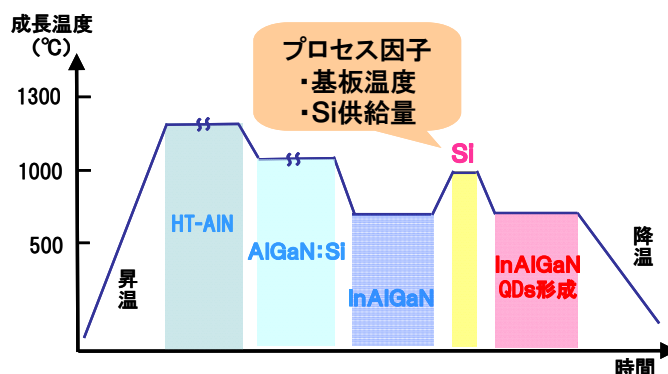 成長温度
(℃)
プロセス因子
・基板温度
・Si供給量
1300
1000
500
昇温
HT-AlN
AlGaN:Si
InAlGaN
Si
InAlGaN
QDs形成
降温
時間